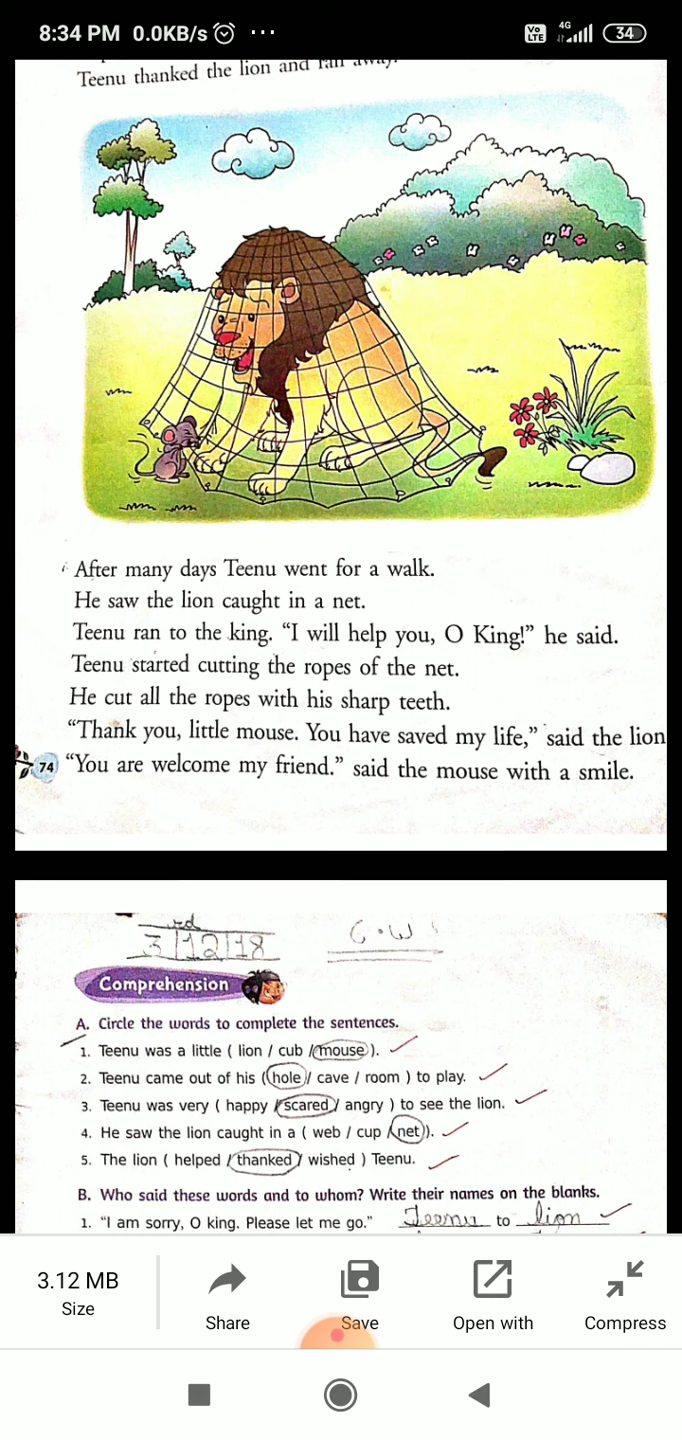 8:34 PM 0.0KB/s ...
Vo LTE 4G 34
Teenu thanked the lion and ran away.
After many days Teenu went for a walk.
He saw the lion caught in a net.
Teenu ran to the king. “I will help you, O King!” he said.
Teenu started cutting the ropes of the net.
He cut all the ropes with his sharp teeth.
“Thank you, little mouse. You have saved my life,” said the lion
74 “You are welcome my friend.” said the mouse with a smile.
3|12|18 C.W
Comprehension
A. Circle the words to complete the sentences.
1. Teenu was a little ( lion / cub / mouse ).
2. Teenu came out of his ( hole / cave / room ) to play.
3. Teenu was very ( happy / scared / angry ) to see the lion.
4. He saw the lion caught in a ( web / cup / net ).
5. The lion ( helped / thanked / wished ) Teenu.
B. Who said these words and to whom? Write their names on the blanks.
1. “I am sorry, O king. Please let me go.” Teenu to lion
3.12 MB
Size
Share
Save
Open with
Compress